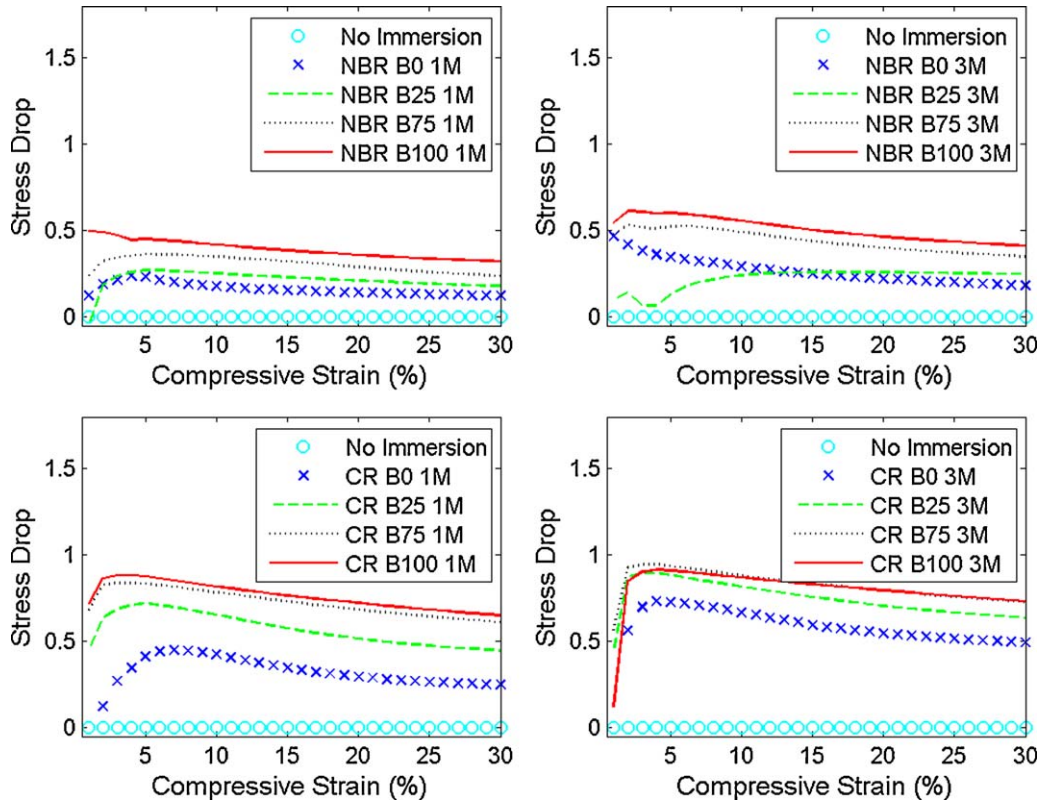 1.5
1
0.5
0
Stress Drop
No Immersion
NBR B0 1M
NBR B25 1M
NBR B75 1M
NBR B100 1M
5 10 15 20 25 30
Compressive Strain (%)
1.5
1
0.5
0
Stress Drop
No Immersion
NBR B0 3M
NBR B25 3M
NBR B75 3M
NBR B100 3M
5 10 15 20 25 30
Compressive Strain (%)
1.5
1
0.5
0
Stress Drop
No Immersion
CR B0 1M
CR B25 1M
CR B75 1M
CR B100 1M
5 10 15 20 25 30
Compressive Strain (%)
1.5
1
0.5
0
Stress Drop
No Immersion
CR B0 3M
CR B25 3M
CR B75 3M
CR B100 3M
5 10 15 20 25 30
Compressive Strain (%)